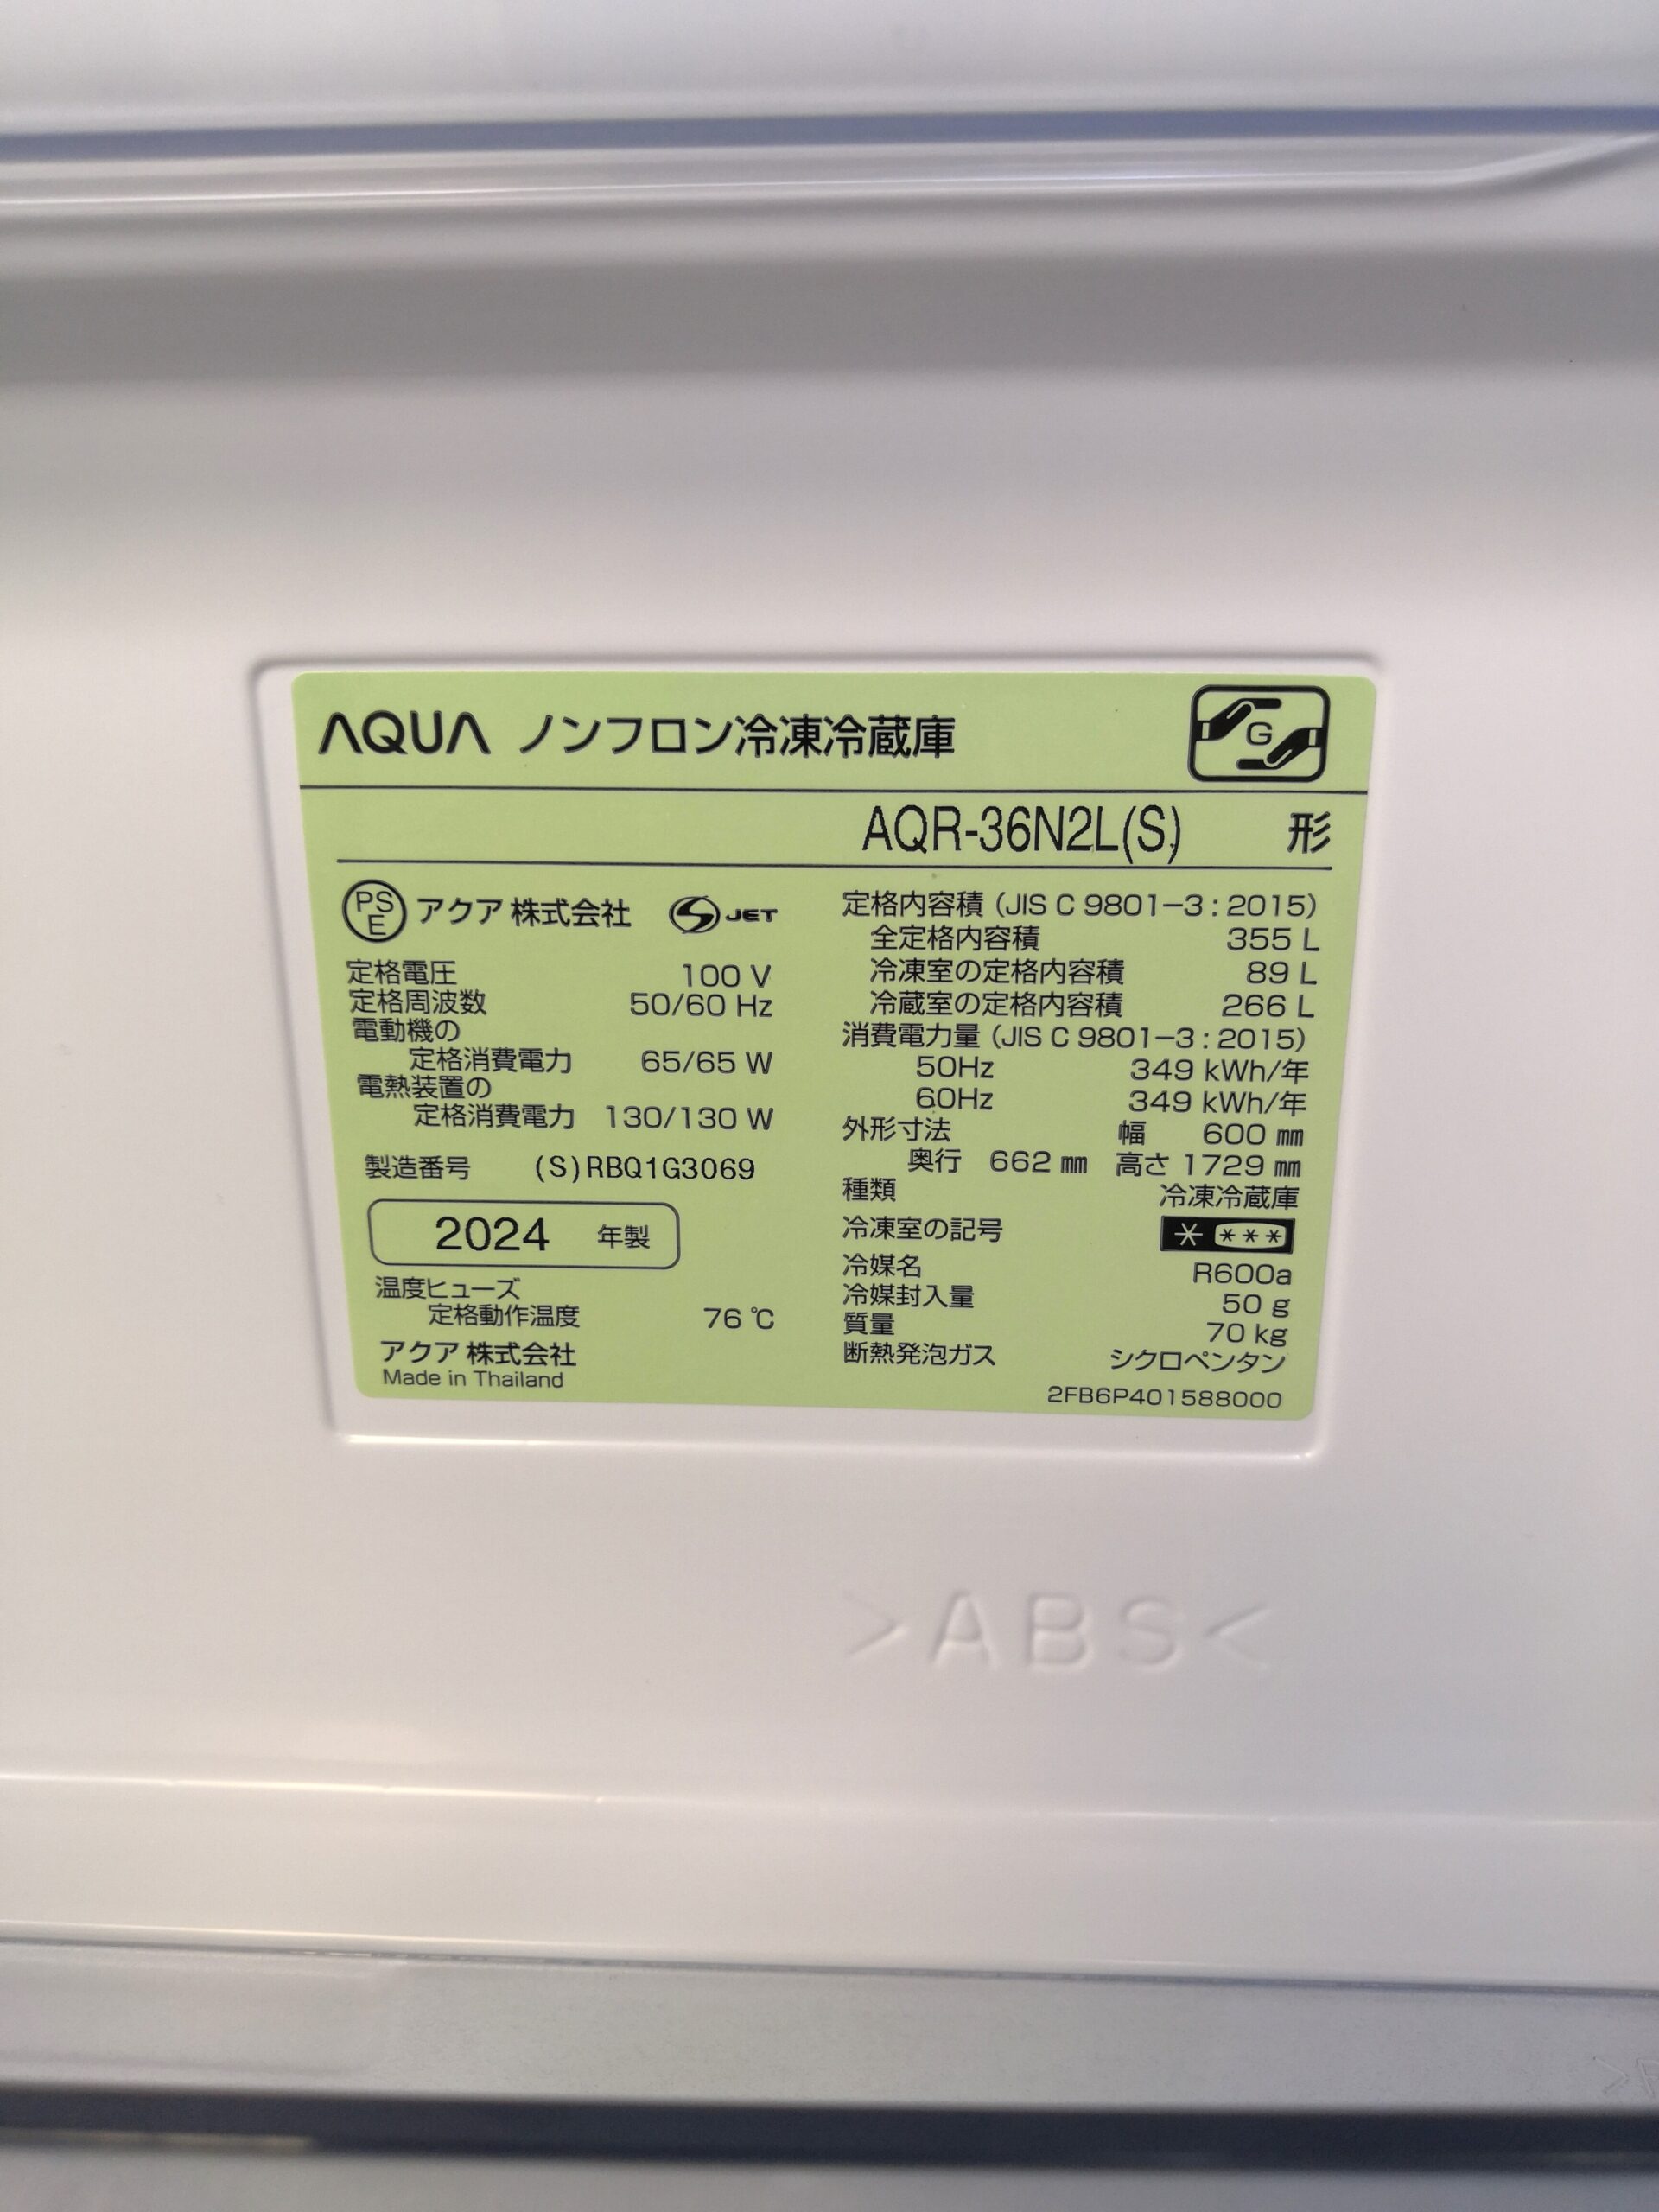 AQUA ノンフロン冷凍冷蔵庫
G
AQR-36N2L(S) 形
PS
E
アクア 株式会社
S JET
定格電圧 100 V
定格周波数 50/60 Hz
電動機の
定格消費電力 65/65 W
電熱装置の
定格消費電力 130/130 W
製造番号 (S)RBQ1G3069
2024 年製
温度ヒューズ
定格動作温度 76 ℃
アクア 株式会社
Made in Thailand
定格内容積 (JIS C 9801−3 : 2015)
全定格内容積 355 L
冷凍室の定格内容積 89 L
冷蔵室の定格内容積 266 L
消費電力量 (JIS C 9801−3 : 2015)
50Hz 349 kWh/年
60Hz 349 kWh/年
外形寸法 幅 600 ㎜
奥行 662 ㎜ 高さ 1729 ㎜
種類 冷凍冷蔵庫
冷凍室の記号 * ***
冷媒名 R600a
冷媒封入量 50 g
質量 70 kg
断熱発泡ガス シクロペンタン
2FB6P401588000
>ABS<